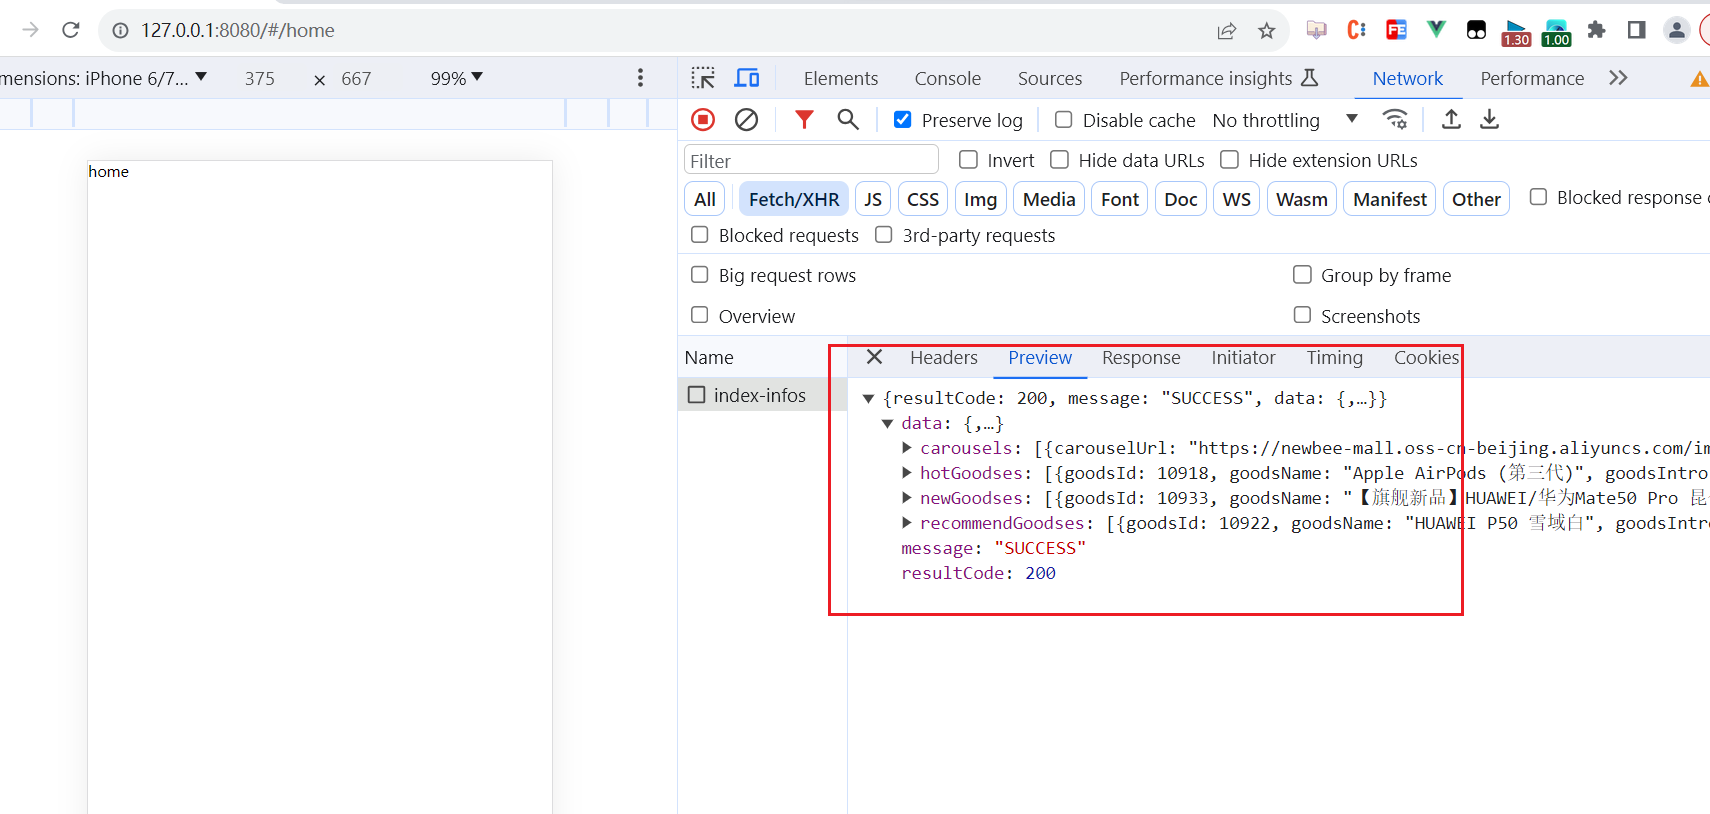 127.0.0.1:8080/#/home
1.30
1.00
mensions: iPhone 6/7... ▼ 375 × 667 99% ▼
Elements Console Sources Performance insights Network Performance
Preserve log Disable cache No throttling
Filter Invert Hide data URLs Hide extension URLs
All Fetch/XHR JS CSS Img Media Font Doc WS Wasm Manifest Other Blocked response
Blocked requests 3rd-party requests
Big request rows Group by frame
Overview Screenshots
home
Name
index-infos
Headers Preview Response Initiator Timing Cookies
▼ {resultCode: 200, message: "SUCCESS", data: {,…}}
▼ data: {,…}
▶ carousels: [{carouselUrl: "https://newbee-mall.oss-cn-beijing.aliyuncs.com/im
▶ hotGoodses: [{goodsId: 10918, goodsName: "Apple AirPods (第三代)", goodsIntro
▶ newGoodses: [{goodsId: 10933, goodsName: "【旗舰新品】HUAWEI/华为Mate50 Pro 昆
▶ recommendGoodses: [{goodsId: 10922, goodsName: "HUAWEI P50 雪域白", goodsIntr
message: "SUCCESS"
resultCode: 200